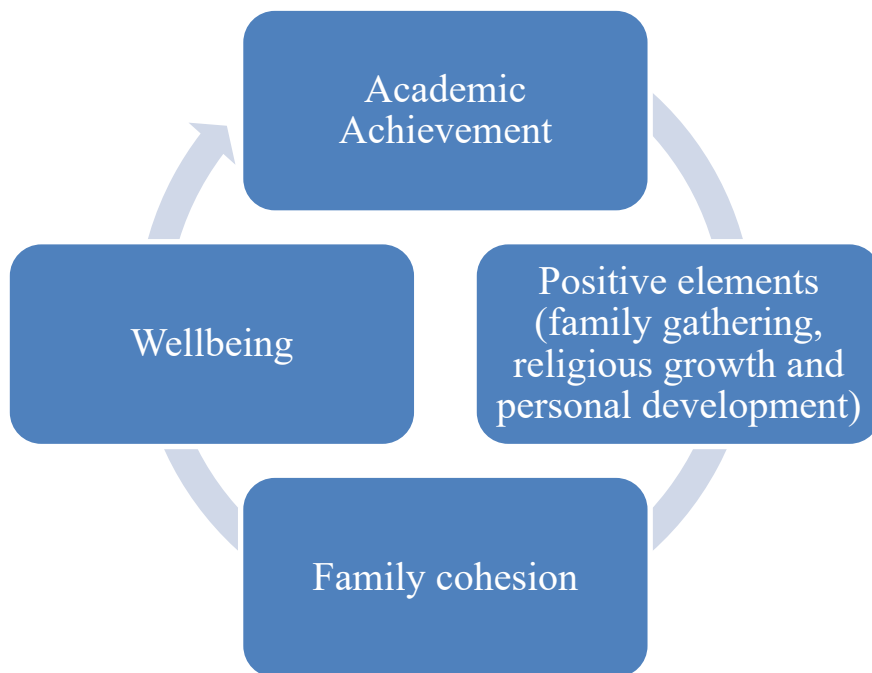 Academic
Achievement
Positive elements
(family gathering,
religious growth and
personal development)
Family cohesion
Wellbeing